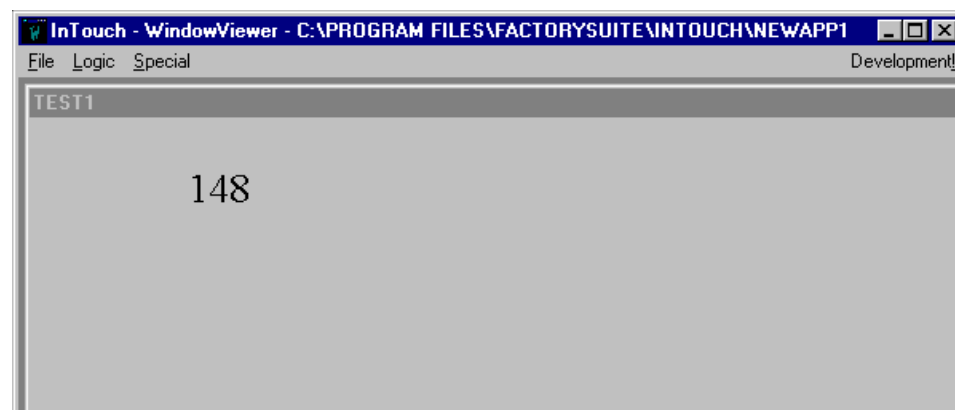 InTouch - WindowViewer - C:\PROGRAM FILES\FACTORYSUITE\INTOUCH\NEWAPP1
File Logic Special Development!
TEST1
148